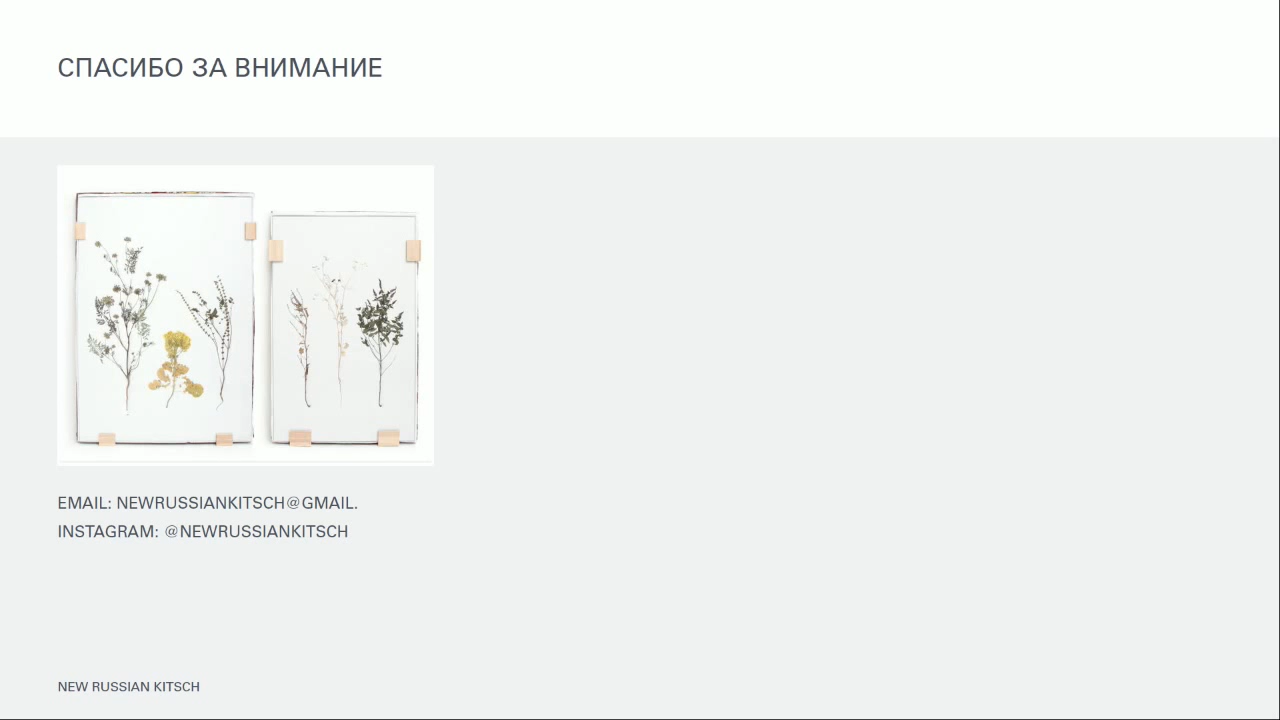 СПАСИБО ЗА ВНИМАНИЕ
EMAIL: NEWRUSSIANKITSCH@GMAIL.
INSTAGRAM: @NEWRUSSIANKITSCH
NEW RUSSIAN KITSCH